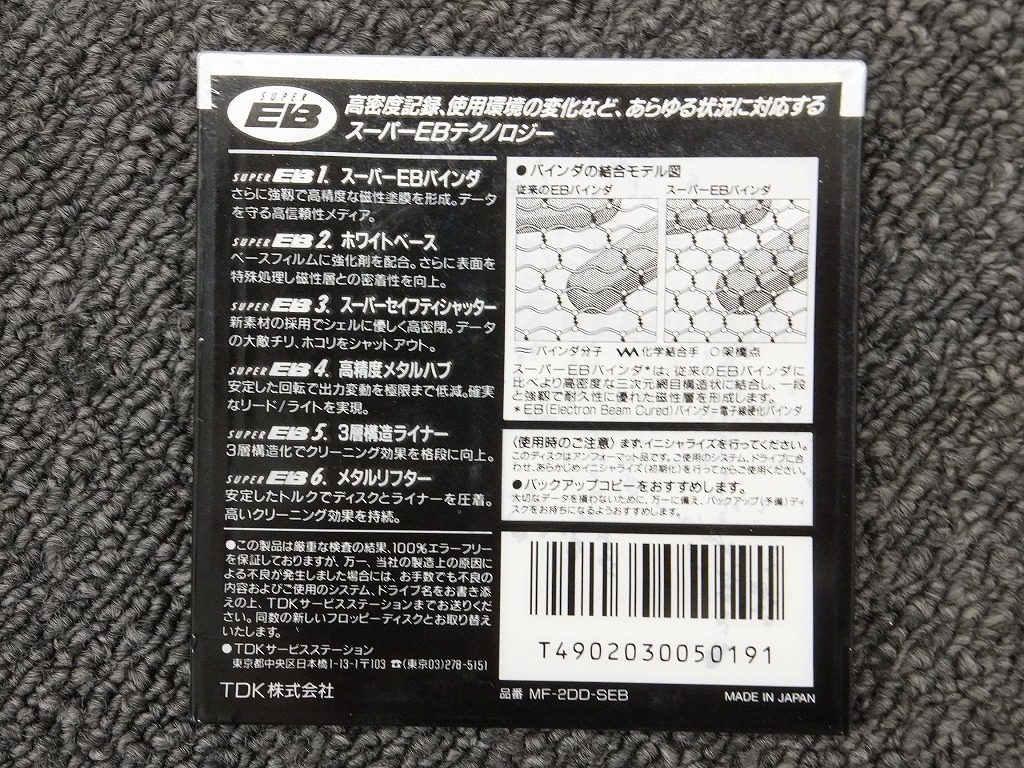 SUPER EB
高密度記録、使用環境の変化など、あらゆる状況に対応する
スーパーEBテクノロジー
SUPER EB 1. スーパーEBバインダ
さらに強靱で高精度な磁性塗膜を形成。データ
を守る高信頼性メディア。
SUPER EB 2. ホワイトベース
ベースフィルムに強化剤を配合。さらに表面を
特殊処理し磁性層との密着性を向上。
SUPER EB 3. スーパーセイフティシャッター
新素材の採用でシェルに優しく高密閉。データ
の大敵チリ、ホコリをシャットアウト。
SUPER EB 4. 高精度メタルハブ
安定した回転で出力変動を極限まで低減。確実
なリード/ライトを実現。
SUPER EB 5. 3層構造ライナー
3層構造化でクリーニング効果を格段に向上。
SUPER EB 6. メタルリフター
安定したトルクでディスクとライナーを圧着。
高いクリーニング効果を持続。
●この製品は厳重な検査の結果、100%エラーフリー
を保証しておりますが、万一、当社の製造上の原因に
よる不良が発生しました場合には、お手数でも不良の
内容およびご使用のシステム、ドライブ名をお書き添
えの上、TDKサービスステーションまでお送りくだ
さい。同数の新しいフロッピーディスクとお取り替え
いたします。
●TDKサービスステーション
東京都中央区日本橋1-13-1〒103 ☎(東京03)278-5151
TDK株式会社
●バインダの結合モデル図
従来のEBバインダ スーパーEBバインダ
バインダ分子 化学結合手 ○架橋点
スーパーEBバインダ*は、従来のEBバインダに
比べより高密度な三次元網目構造状に結合し、一段
と強靱で耐久性に優れた磁性層を形成します。
*EB(Electron Beam Cured)バインダ=電子線硬化バインダ
〈使用時のご注意〉まず、イニシャライズを行ってください。
このディスクはアンフォーマット品です。ご使用のシステム、ドライブに合
わせ、あらかじめイニシャライズ(初期化)を行ってからご使用ください。
●バックアップコピーをおすすめします。
大切なデータを損わないために、万一に備え、バックアップ(予備)ディ
スクをお持ちになるようおすすめします。
T4902030050191
品番 MF-2DD-SEB
MADE IN JAPAN